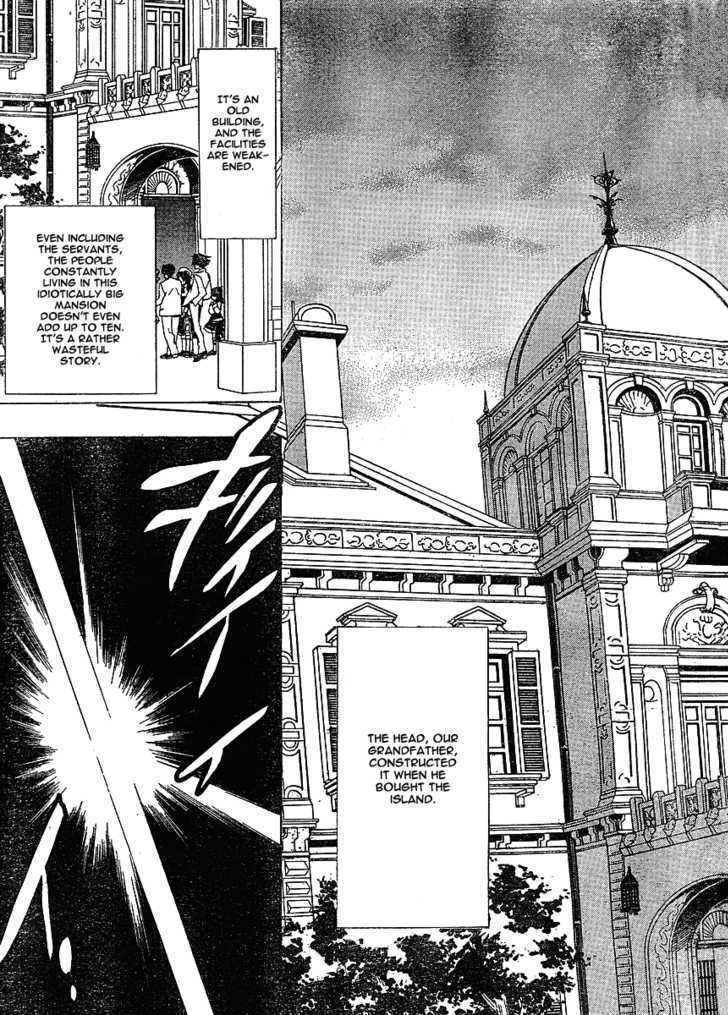 THE HEAD, OUR
GRANDFATHER,
CONSTRUCTED
IT WHEN HE
BOUGHT THE
ISLAND.
IT'S AN
OLD
BUILDING,
AND THE
FACILITIES
ARE WEAK-
ENED.
EVEN INCLUDING
THE SERVANTS,
THE PEOPLE
CONSTANTLY
LIVING IN THIS
IDIOTICALLY BIG
MANSION
DOESN'T EVEN
ADD UP TO TEN.
IT'S A RATHER
WASTEFUL
STORY.